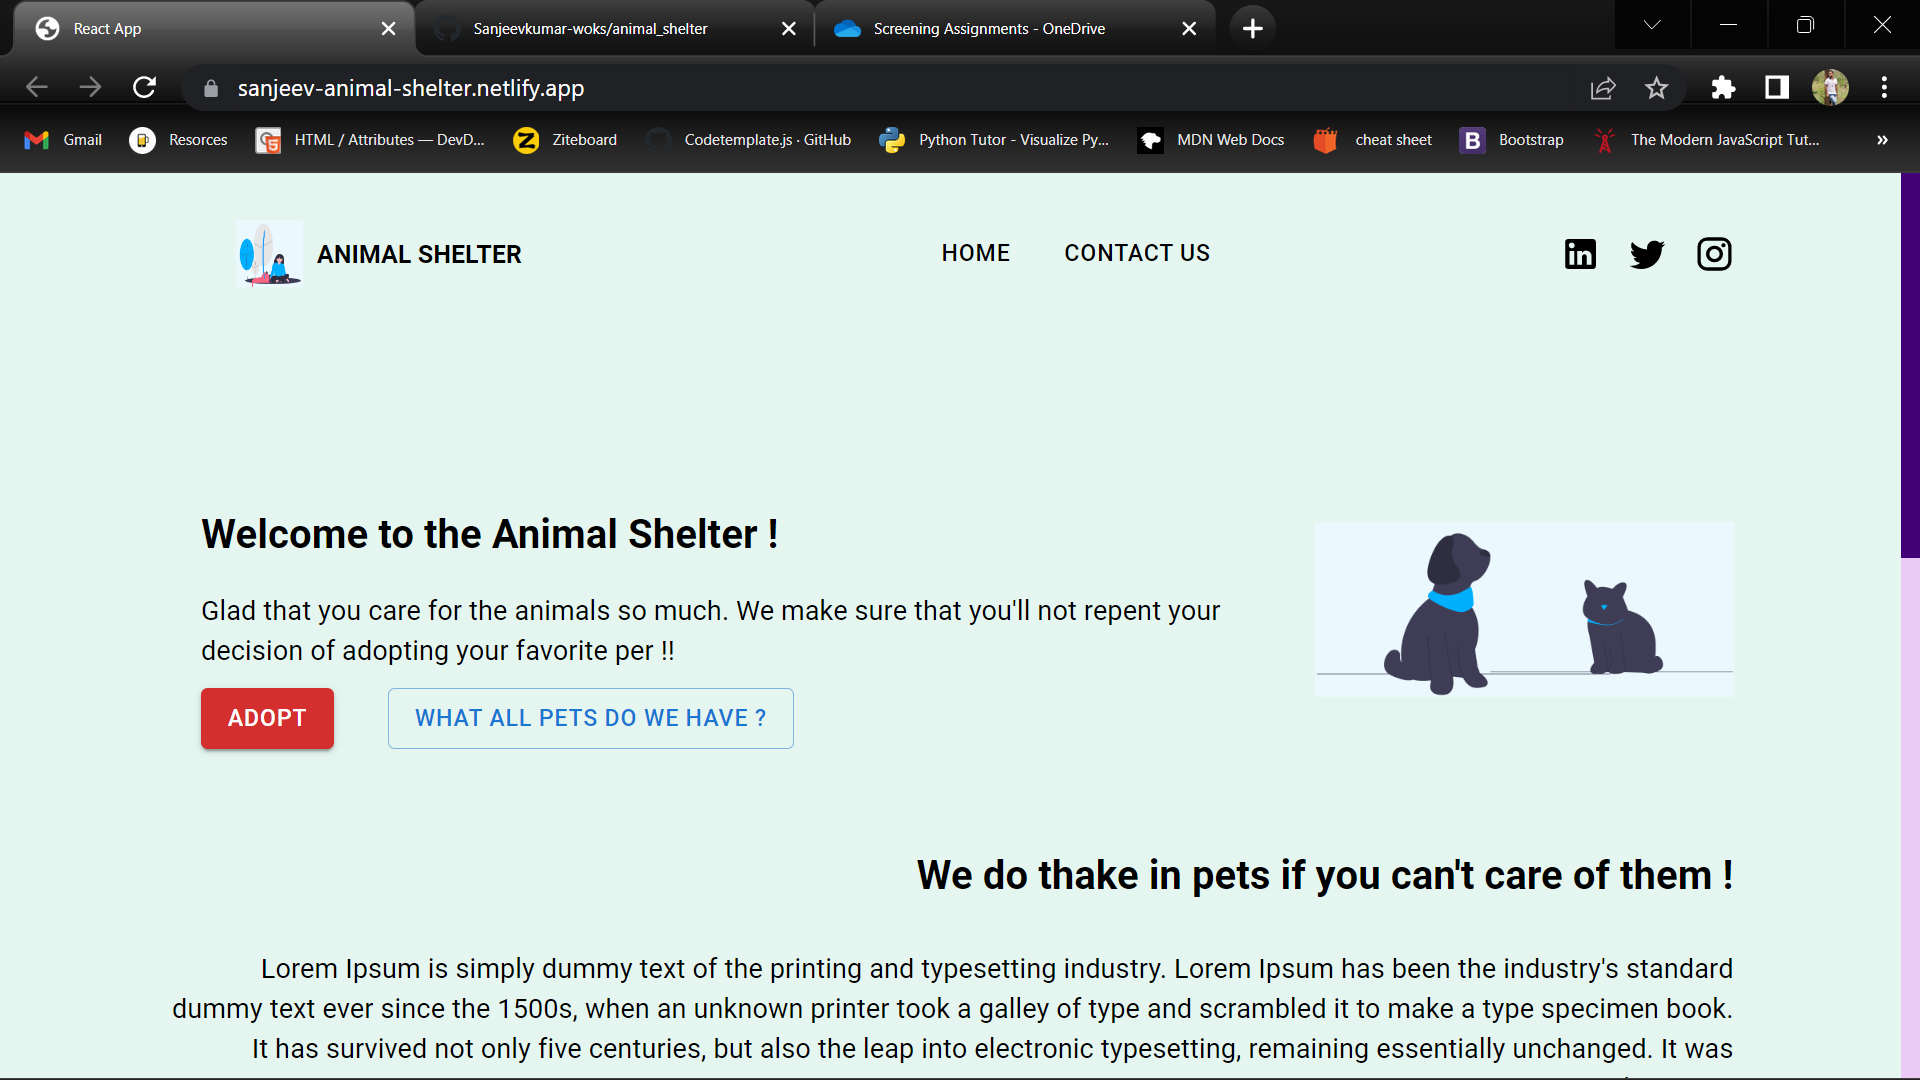 React App
Sanjeevkumar-woks/animal_shelter
Screening Assignments - OneDrive
sanjeev-animal-shelter.netlify.app
Gmail
Resorces
HTML / Attributes — DevD...
Ziteboard
Codetemplate.js · GitHub
Python Tutor - Visualize Py...
MDN Web Docs
cheat sheet
B Bootstrap
The Modern JavaScript Tut...
»
ANIMAL SHELTER
HOME
CONTACT US
Welcome to the Animal Shelter !
Glad that you care for the animals so much. We make sure that you'll not repent your
decision of adopting your favorite per !!
ADOPT
WHAT ALL PETS DO WE HAVE ?
We do thake in pets if you can't care of them !
Lorem Ipsum is simply dummy text of the printing and typesetting industry. Lorem Ipsum has been the industry's standard
dummy text ever since the 1500s, when an unknown printer took a galley of type and scrambled it to make a type specimen book.
It has survived not only five centuries, but also the leap into electronic typesetting, remaining essentially unchanged. It was